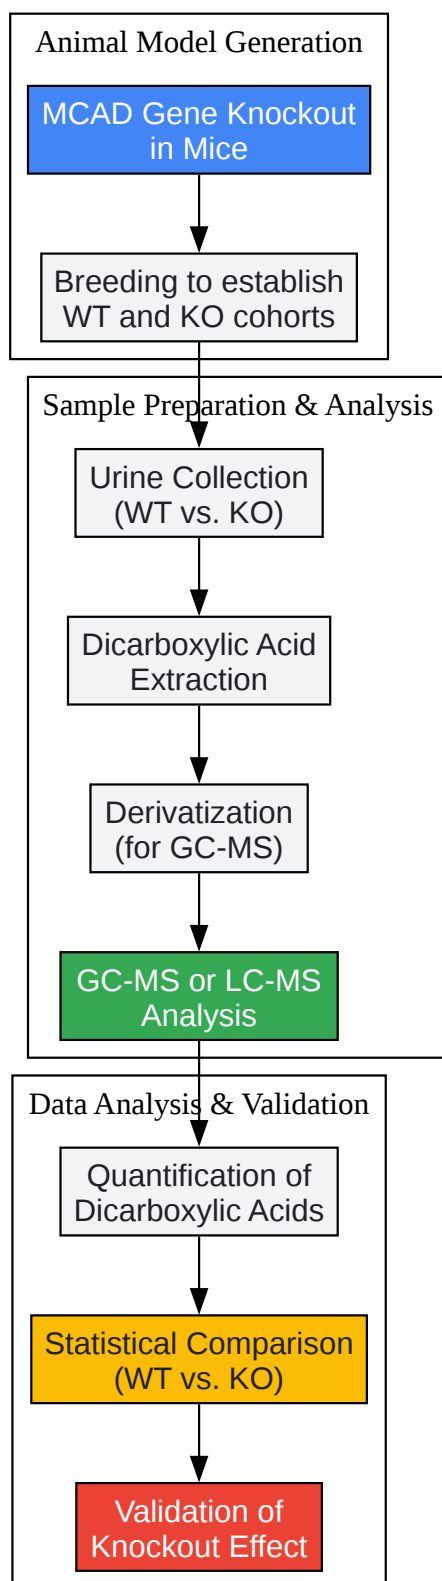 Animal Model Generation
MCAD Gene Knockout
in Mice
Breeding to establish
WT and KO cohorts
Sample Preparation & Analysis
Urine Collection
(WT vs. KO)
Dicarboxylic Acid
Extraction
Derivatization
(for GC-MS)
GC-MS or LC-MS
Analysis
Data Analysis & Validation
Quantification of
Dicarboxylic Acids
Statistical Comparison
(WT vs. KO)
Validation of
Knockout Effect